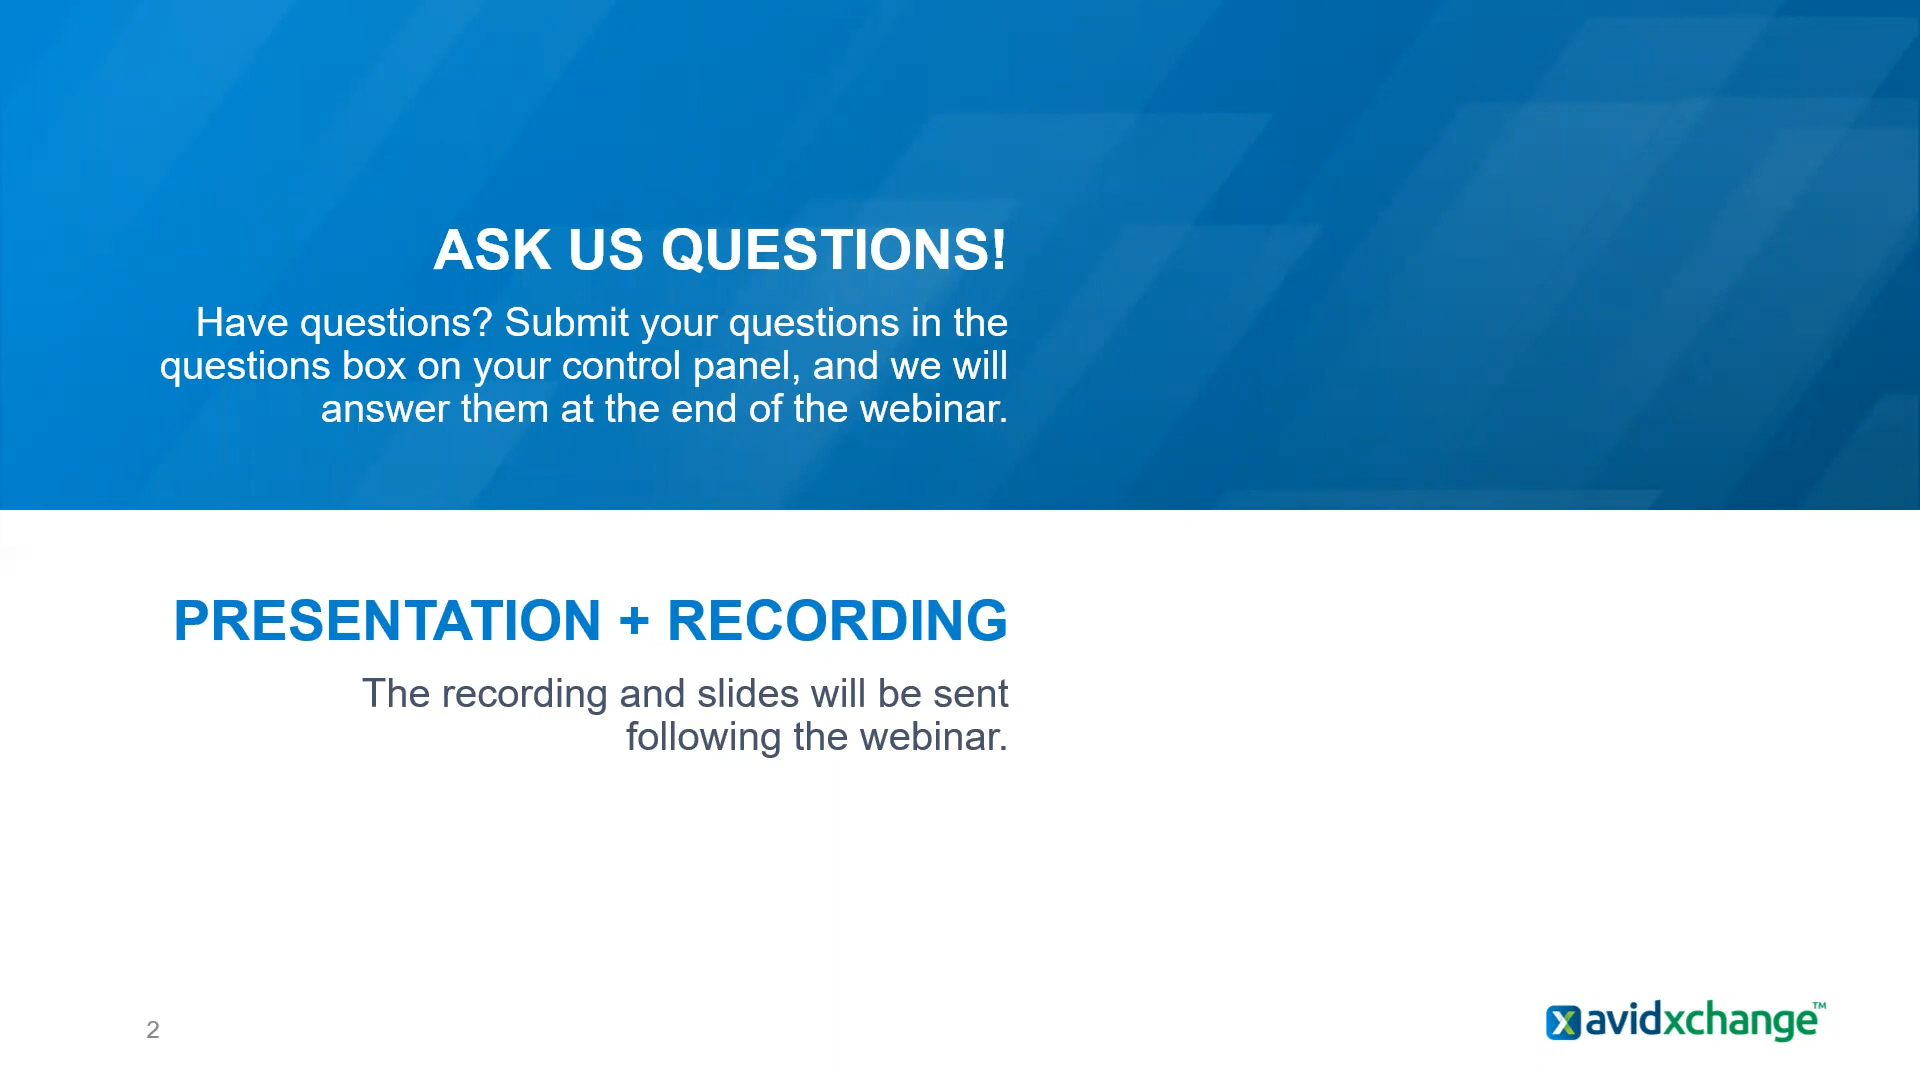 ASK US QUESTIONS!
Have questions? Submit your questions in the
questions box on your control panel, and we will
answer them at the end of the webinar.
PRESENTATION + RECORDING
The recording and slides will be sent
following the webinar.
2
x avidxchange™